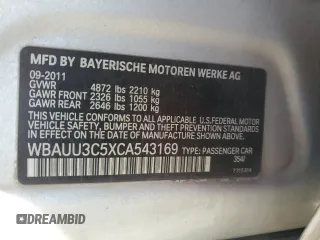 MFD BY BAYERISCHE MOTOREN WERKE AG
09-2011
GVWR 4872 lbs 2210 kg
GAWR FRONT 2326 lbs 1055 kg
GAWR REAR 2646 lbs 1200 kg
THIS VEHICLE CONFORMS TO ALL APPLICABLE FEDERAL MOTOR VEHICLE
SAFETY, BUMPER AND THEFT PREVENTION STANDARDS IN EFFECT
ON THE DATE OF MANUFACTURE SHOWN ABOVE
WBAUU3C5XCA543169 TYPE: PASSENGER CAR
354/
AUTOBIDMASTER